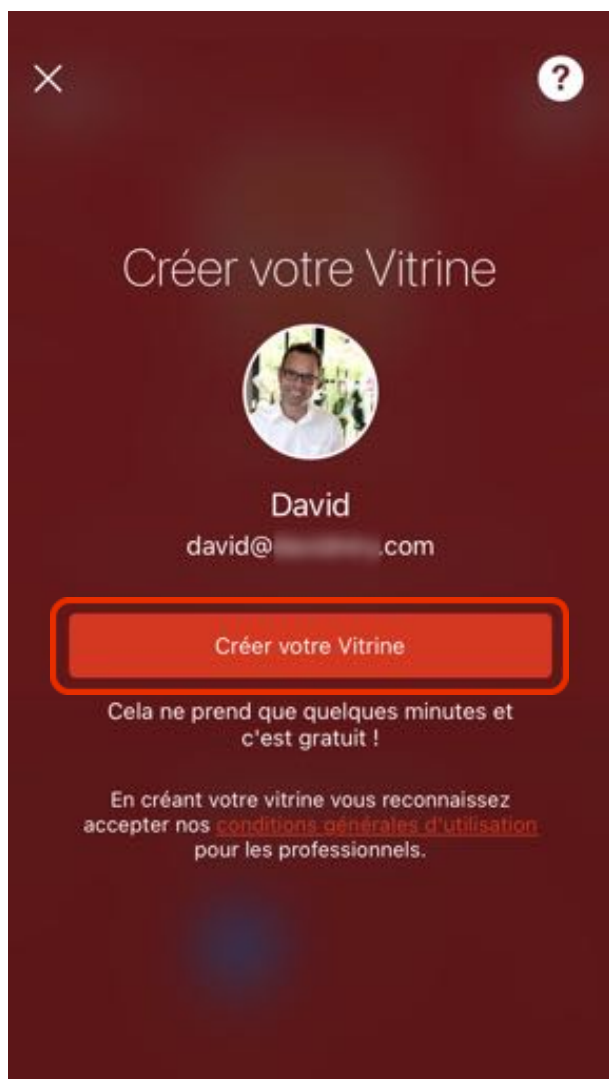 ?
Créer votre Vitrine
David
david@ .com
Créer votre Vitrine
Cela ne prend que quelques minutes et
c'est gratuit !
En créant votre vitrine vous reconnaissez
accepter nos conditions générales d'utilisation
pour les professionnels.